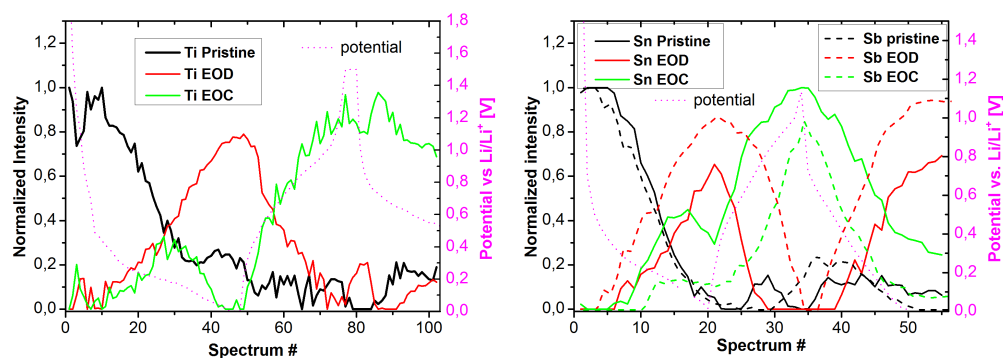 1,2
1,0
0,8
0,6
0,4
0,2
0,0
Normalized Intensity
0 20 40 60 80 100
Spectrum #
1,8
1,6
1,4
1,2
1,0
0,8
0,6
0,4
0,2
0,0
Potential vs Li/Li+ [V]
Ti Pristine
Ti EOD
Ti EOC
potential
1,2
1,0
0,8
0,6
0,4
0,2
0,0
Normalized intensity
0 10 20 30 40 50
Spectrum #
1,4
1,2
1,0
0,8
0,6
0,4
0,2
0,0
Potential vs Li/Li+ [V]
Sn Pristine
Sn EOD
Sn EOC
potential
Sb pristine
Sb EOD
Sb EOC